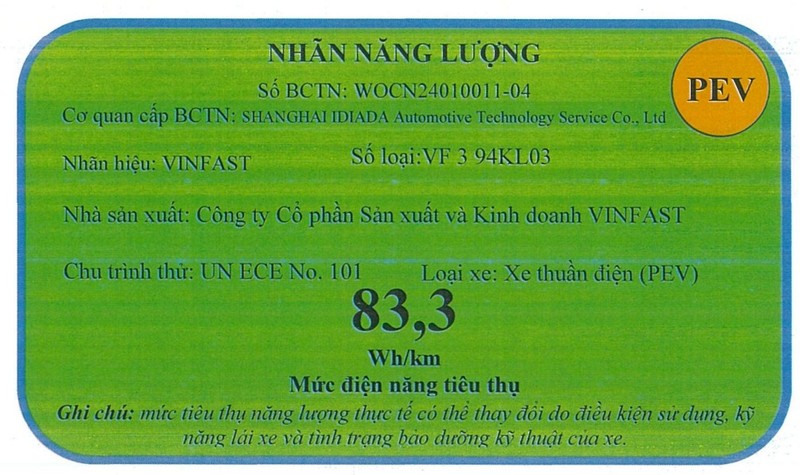 NHÃN NĂNG LƯỢNG
Số BCTN: WOCN24010011-04
PEV
Cơ quan cấp BCTN: SHANGHAI IDIADA Automotive Technology Service Co., Ltd
Nhãn hiệu: VINFAST Số loại:VF 3 94KL03
Nhà sản xuất: Công ty Cổ phần Sản xuất và Kinh doanh VINFAST
Chu trình thử: UN ECE No. 101 Loại xe: Xe thuần điện (PEV)
83,3
Wh/km
Mức điện năng tiêu thụ
Ghi chú: mức tiêu thụ năng lượng thực tế có thể thay đổi do điều kiện sử dụng, kỹ
năng lái xe và tình trạng bảo dưỡng kỹ thuật của xe.